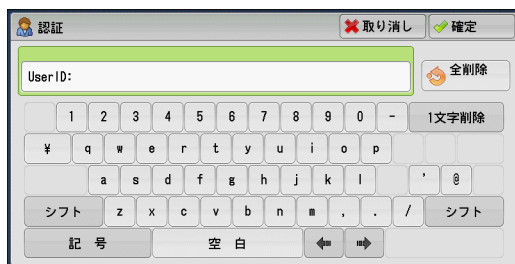 認証 取り消し 確定
UserID: 全削除
1 2 3 4 5 6 7 8 9 0 - 1文字削除
¥ q w e r t y u i o p
a s d f g h j k l ' @
シフト z x c v b n m , . / シフト
記号 空白